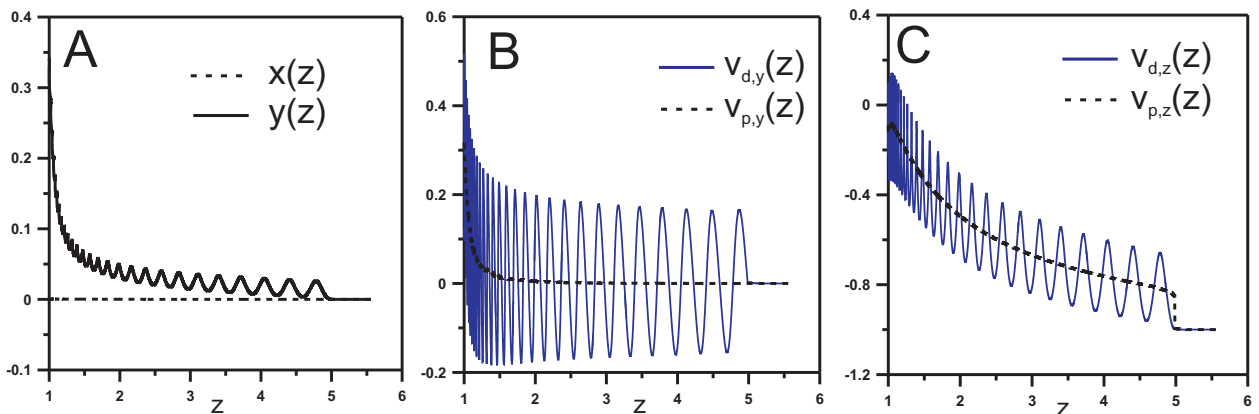 A
x(z)
y(z)
0.4
0.3
0.2
0.1
0
-0.1
1 2 3 4 5 6
z
B
v_d,y(z)
v_p,y(z)
0.6
0.4
0.2
0
-0.2
1 2 3 4 5 6
z
C
v_d,z(z)
v_p,z(z)
0.4
0
-0.4
-0.8
-1.2
1 2 3 4 5 6
z